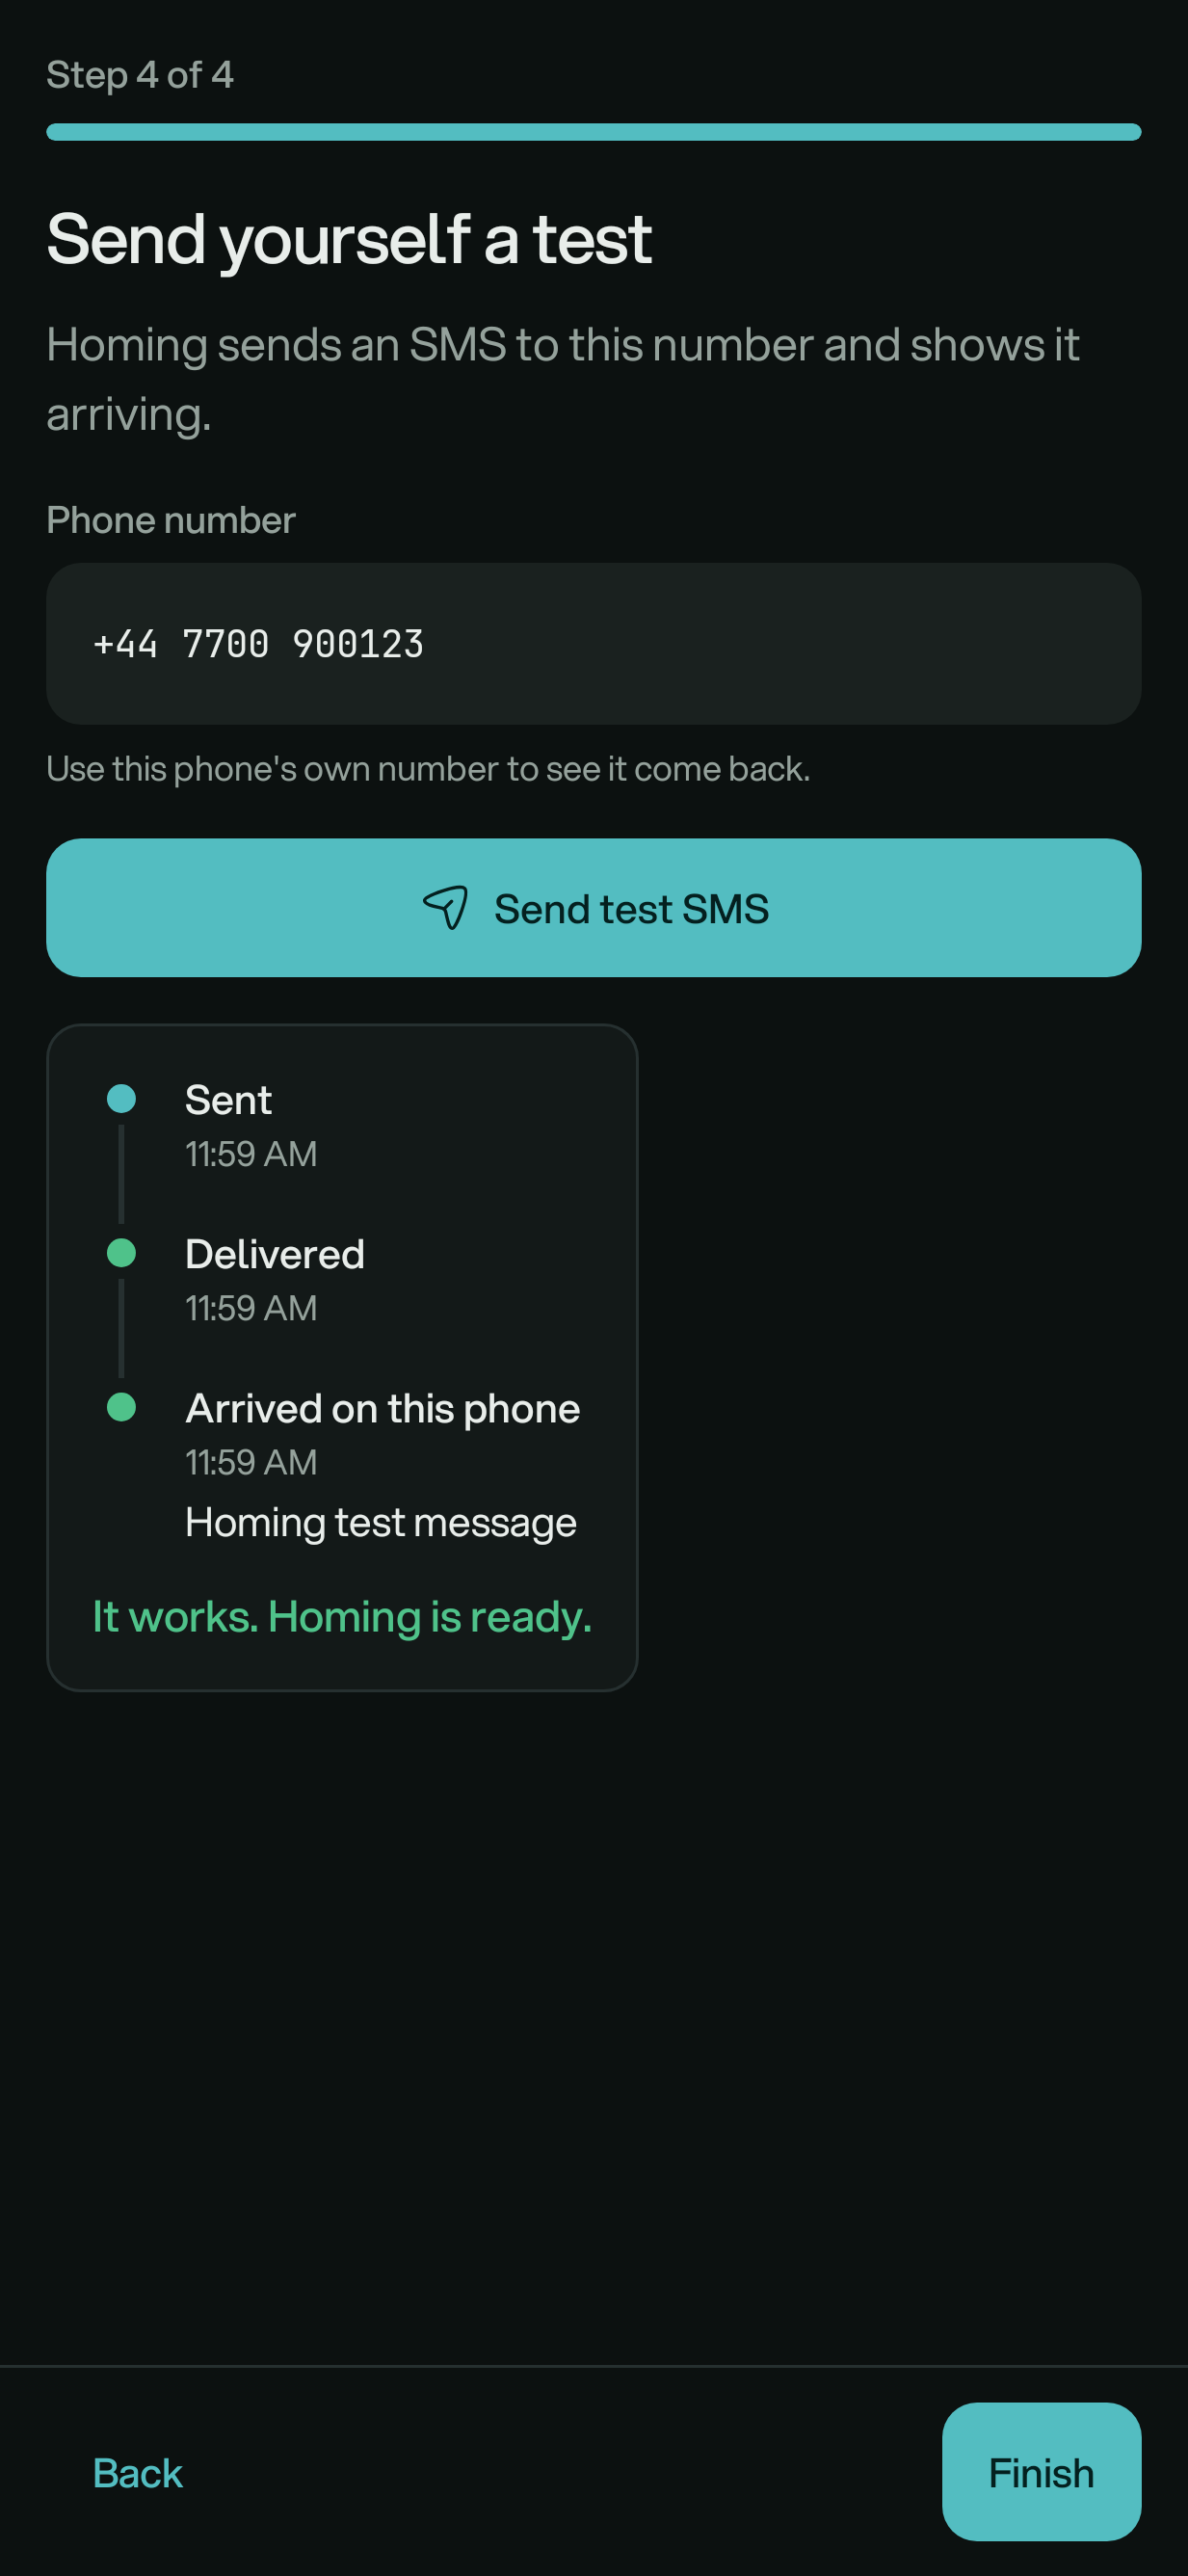 Step 4 of 4
Send yourself a test
Homing sends an SMS to this number and shows it
arriving.
Phone number
+44 7700 900123
Use this phone's own number to see it come back.
Send test SMS
Sent
11:59 AM
Delivered
11:59 AM
Arrived on this phone
11:59 AM
Homing test message
It works. Homing is ready.
Back
Finish